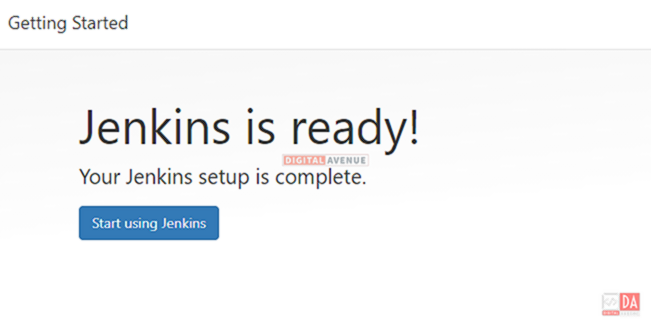 Getting Started
Jenkins is ready!
DIGITAL AVENUE
Your Jenkins setup is complete.
Start using Jenkins
DA